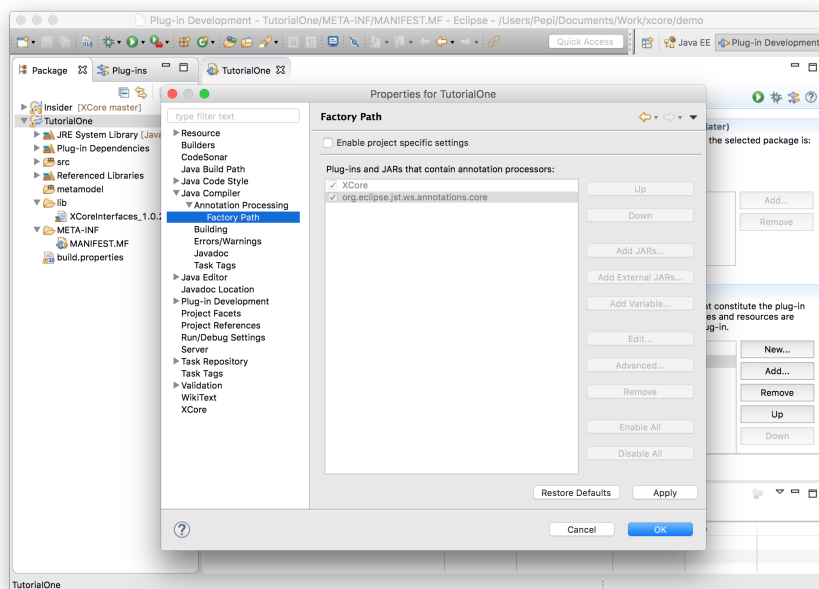 Plug-in Development - TutorialOne/META-INF/MANIFEST.MF - Eclipse - /Users/Pepi/Documents/Work/xcore/demo
Quick Access
Java EE
Plug-in Development
Package
Plug-ins
TutorialOne
Insider [XCore master]
TutorialOne
JRE System Library [Java
Plug-in Dependencies
src
Referenced Libraries
metamodel
lib
XCoreInterfaces_1.0.2
META-INF
MANIFEST.MF
build.properties
Properties for TutorialOne
type filter text
Resource
Builders
CodeSonar
Java Build Path
Java Code Style
Java Compiler
Annotation Processing
Factory Path
Building
Errors/Warnings
Javadoc
Task Tags
Java Editor
Javadoc Location
Plug-in Development
Project Facets
Project References
Run/Debug Settings
Server
Task Repository
Task Tags
Validation
WikiText
XCore
Factory Path
Enable project specific settings
Plug-ins and JARs that contain annotation processors:
XCore
org.eclipse.jst.ws.annotations.core
Up
Down
Add JARs...
Add External JARs...
Add Variable...
Edit...
Advanced...
Remove
Enable All
Disable All
Restore Defaults
Apply
Cancel
OK
the selected package is:
Add...
Remove
constitute the plug-in
and resources are
New...
Add...
Remove
Up
Down
TutorialOne